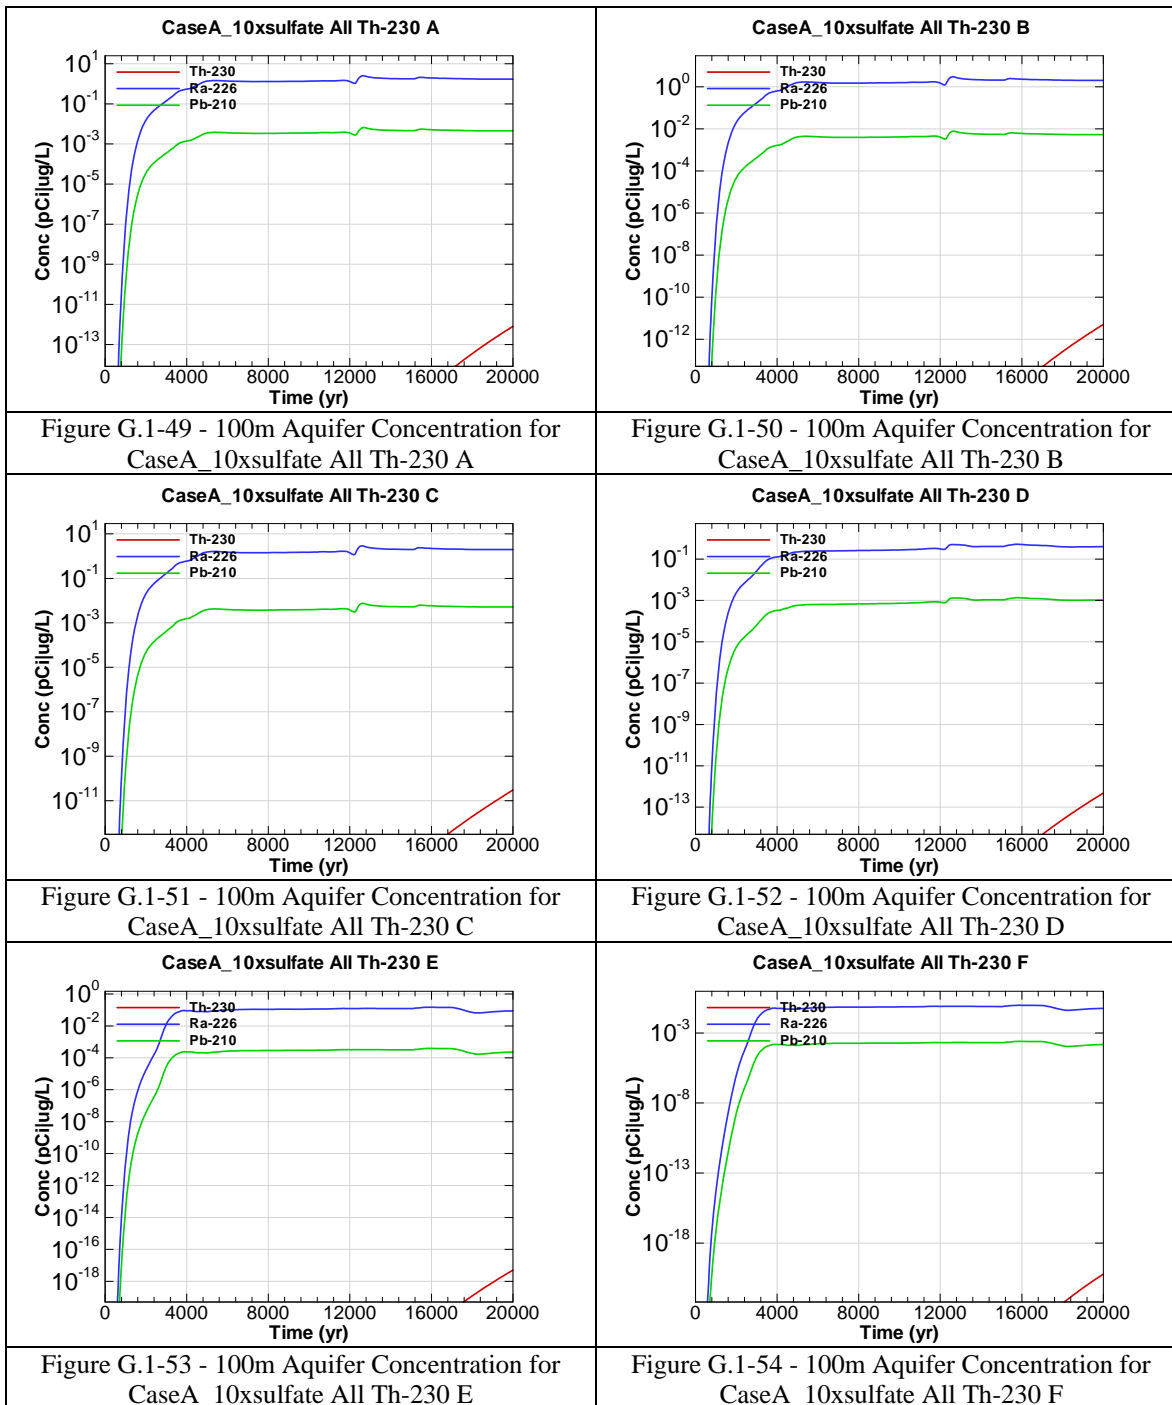 CaseA_10xsulfate All Th-230 A
Th-230
Ra-226
Pb-210
Conc (pCi|ug/L)
10^1
10^-1
10^-3
10^-5
10^-7
10^-9
10^-11
10^-13
0 4000 8000 12000 16000 20000
Time (yr)
Figure G.1-49 - 100m Aquifer Concentration for
CaseA_10xsulfate All Th-230 A
CaseA_10xsulfate All Th-230 B
Th-230
Ra-226
Pb-210
Conc (pCi|ug/L)
10^0
10^-2
10^-4
10^-6
10^-8
10^-10
10^-12
0 4000 8000 12000 16000 20000
Time (yr)
Figure G.1-50 - 100m Aquifer Concentration for
CaseA_10xsulfate All Th-230 B
CaseA_10xsulfate All Th-230 C
Th-230
Ra-226
Pb-210
Conc (pCi|ug/L)
10^1
10^-1
10^-3
10^-5
10^-7
10^-9
10^-11
0 4000 8000 12000 16000 20000
Time (yr)
Figure G.1-51 - 100m Aquifer Concentration for
CaseA_10xsulfate All Th-230 C
CaseA_10xsulfate All Th-230 D
Th-230
Ra-226
Pb-210
Conc (pCi|ug/L)
10^-1
10^-3
10^-5
10^-7
10^-9
10^-11
10^-13
0 4000 8000 12000 16000 20000
Time (yr)
Figure G.1-52 - 100m Aquifer Concentration for
CaseA_10xsulfate All Th-230 D
CaseA_10xsulfate All Th-230 E
Th-230
Ra-226
Pb-210
Conc (pCi|ug/L)
10^0
10^-2
10^-4
10^-6
10^-8
10^-10
10^-12
10^-14
10^-16
10^-18
0 4000 8000 12000 16000 20000
Time (yr)
Figure G.1-53 - 100m Aquifer Concentration for
CaseA_10xsulfate All Th-230 E
CaseA_10xsulfate All Th-230 F
Th-230
Ra-226
Pb-210
Conc (pCi|ug/L)
10^-3
10^-8
10^-13
10^-18
0 4000 8000 12000 16000 20000
Time (yr)
Figure G.1-54 - 100m Aquifer Concentration for
CaseA_10xsulfate All Th-230 F